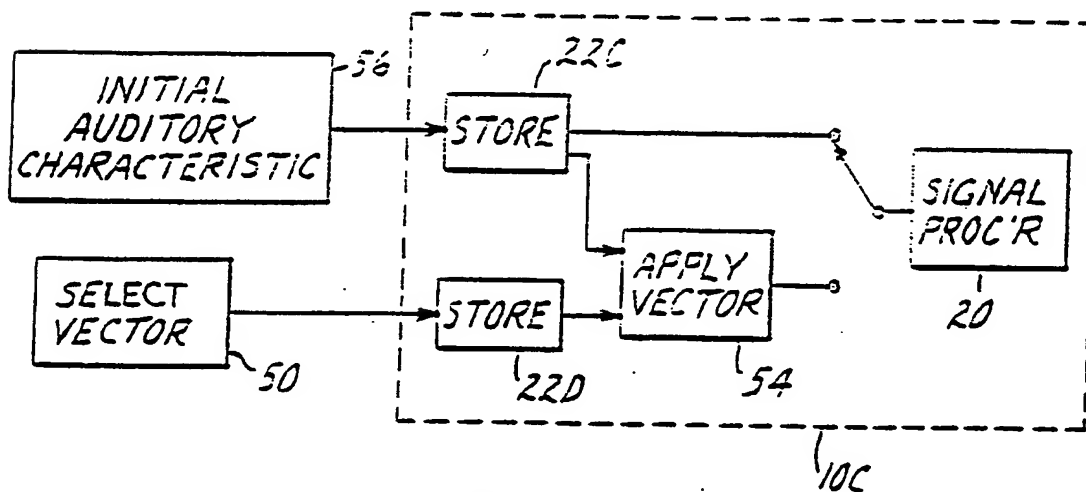 56
INITIAL
AUDITORY
CHARACTERISTIC
22C
STORE
SIGNAL
PROC'R
20
SELECT
VECTOR
50
STORE
22D
APPLY
VECTOR
54
10C